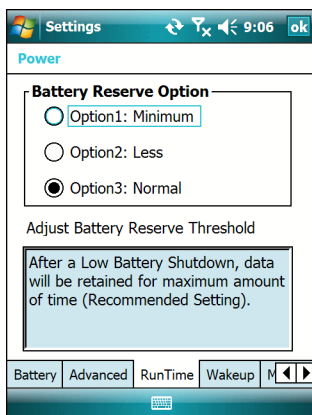 Settings 9:06 ok
Power
Battery Reserve Option
Option1: Minimum
Option2: Less
Option3: Normal
Adjust Battery Reserve Threshold
After a Low Battery Shutdown, data
will be retained for maximum amount
of time (Recommended Setting).
Battery Advanced RunTime Wakeup M